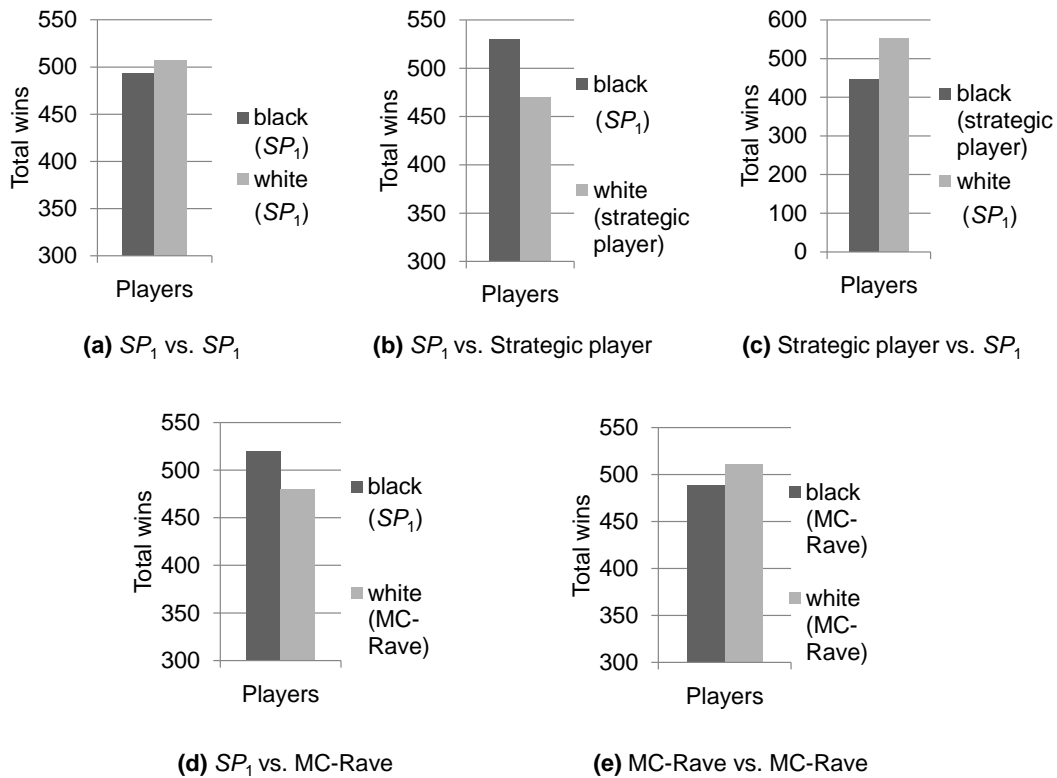 550
500
450
400
350
300
Total wins
Players
black
(SP₁)
white
(SP₁)
(a) SP₁ vs. SP₁
550
500
450
400
350
300
Total wins
Players
black
(SP₁)
white
(strategic
player)
(b) SP₁ vs. Strategic player
600
500
400
300
200
100
0
Total wins
Players
black
(strategic
player)
white
(SP₁)
(c) Strategic player vs. SP₁
550
500
450
400
350
300
Total wins
Players
black
(SP₁)
white
(MC-
Rave)
(d) SP₁ vs. MC-Rave
550
500
450
400
350
300
Total wins
Players
black
(MC-
Rave)
white
(MC-
Rave)
(e) MC-Rave vs. MC-Rave